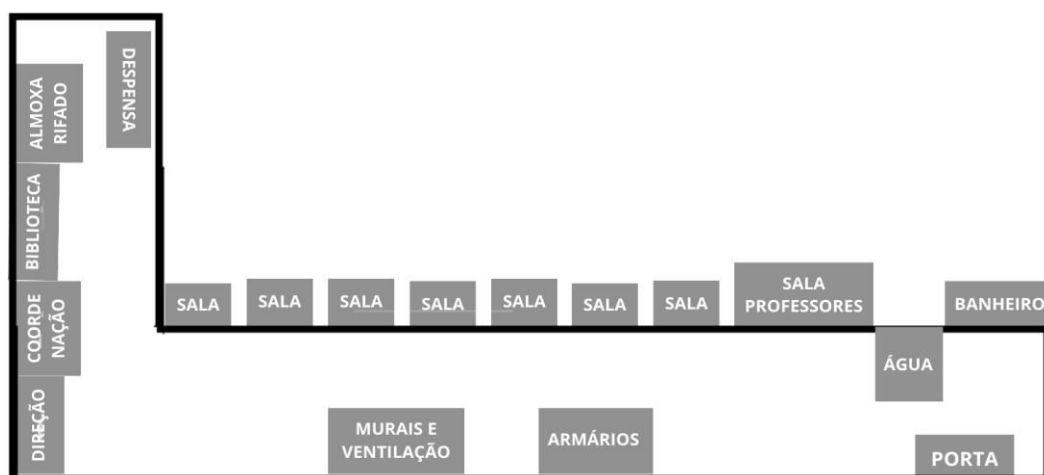 DESPENSA
ALMOXA
RIFADO
BIBLIOTECA
COORDE
NAÇÃO
DIREÇÃO
SALA
SALA
SALA
SALA
SALA
SALA
SALA
SALA
PROFESSORES
BANHEIRO
ÁGUA
MURAIS E
VENTILAÇÃO
ARMÁRIOS
PORTA